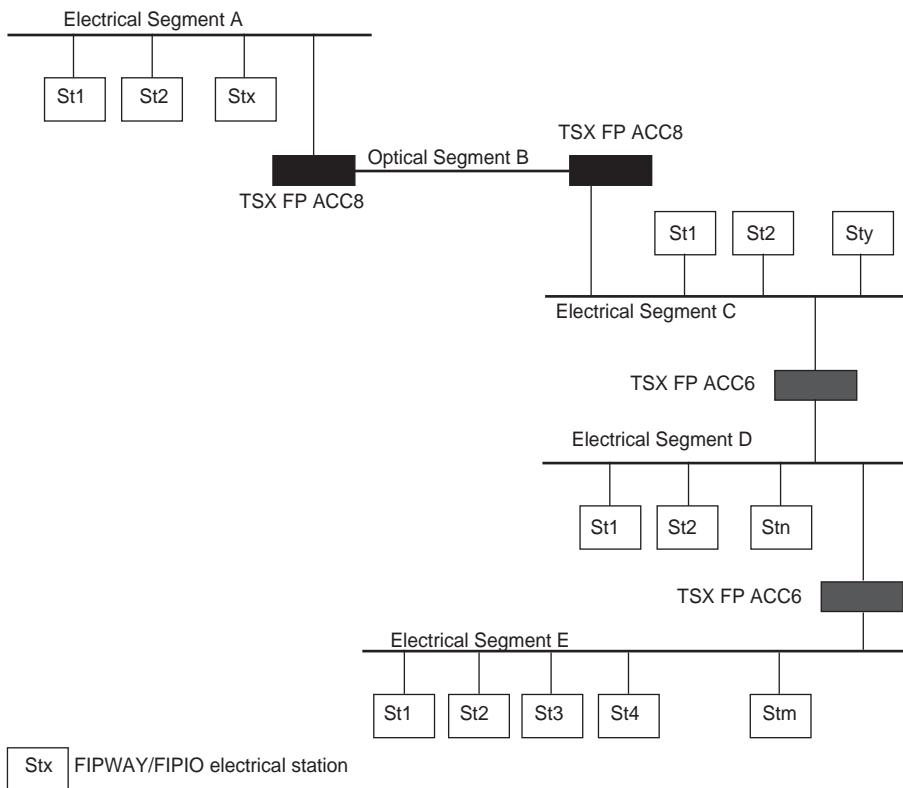 Electrical Segment A
St1
St2
Stx
TSX FP ACC8
Optical Segment B
TSX FP ACC8
St1
St2
Sty
Electrical Segment C
TSX FP ACC6
Electrical Segment D
St1
St2
Stn
TSX FP ACC6
Electrical Segment E
St1
St2
St3
St4
Stm
Stx
FIPWAY/FIPIO electrical station